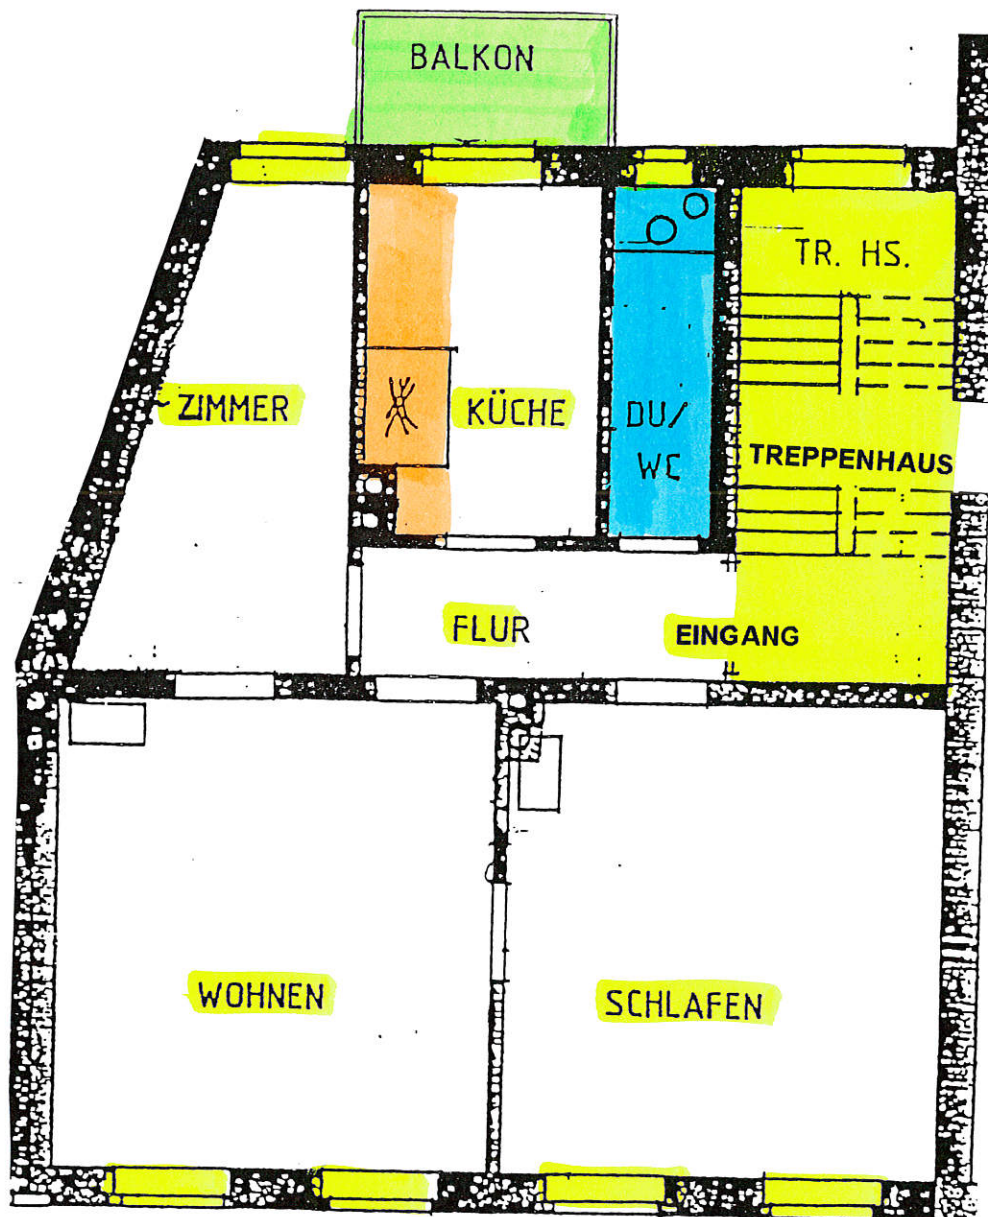 BALKON
TR. HS.
ZIMMER
KÜCHE
DU/
WC
TREPPENHAUS
FLUR
EINGANG
WOHNEN
SCHLAFEN